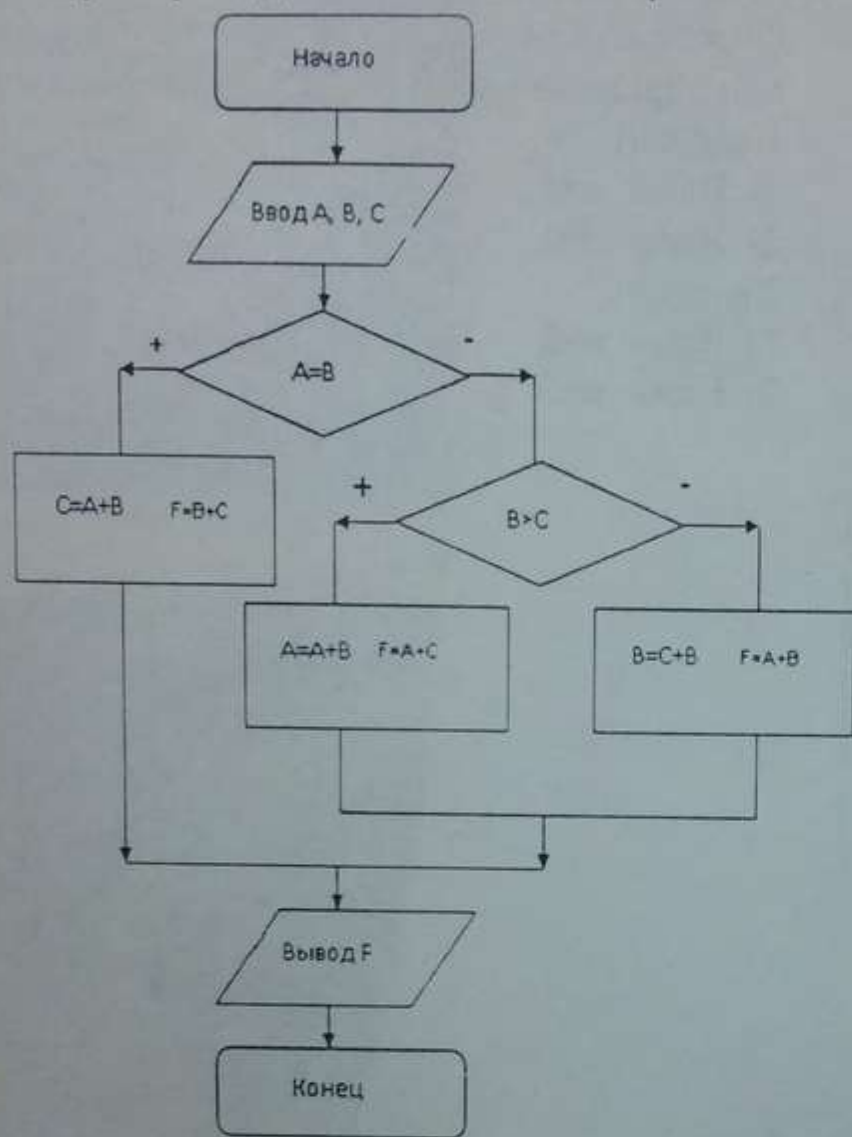 Начало
Ввод A, B, C
+ -
A=B
+ -
C=A+B F=B+C
B>C
A=A+B F=A+C
B=C+B F=A+B
Вывод F
Конец